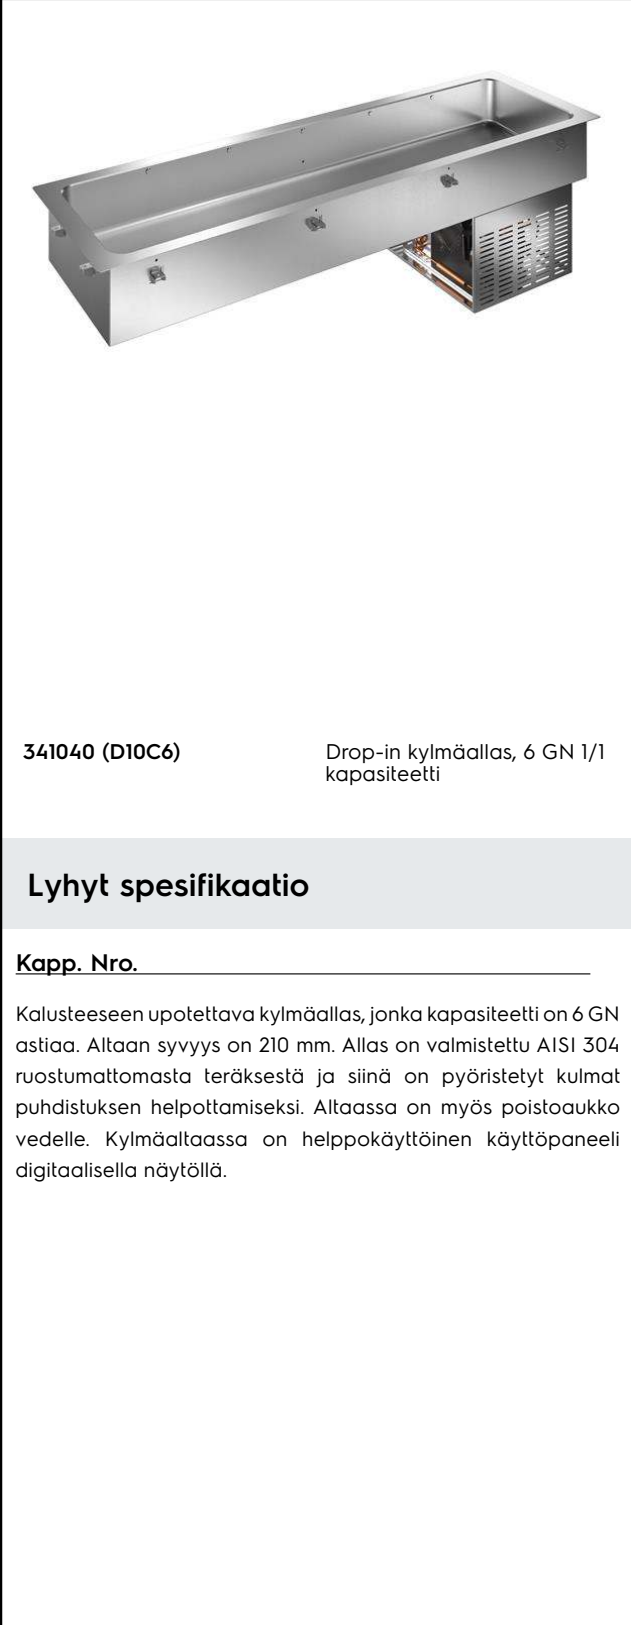 341040 (D10C6)
Drop-in kylmäallas, 6 GN 1/1
kapasiteetti
Lyhyt spesifikaatio
Kapp. Nro.
Kalusteeseen upotettava kylmäallas, jonka kapasiteetti on 6 GN
astiaa. Altaan syvyys on 210 mm. Allas on valmistettu AISI 304
ruostumattomasta teräksestä ja siinä on pyöristetyt kulmat
puhdistuksen helpottamiseksi. Altaassa on myös poistoaukko
vedelle. Kylmäaltaassa on helppokäyttöinen käyttöpaneeli
digitaalisella näytöllä.